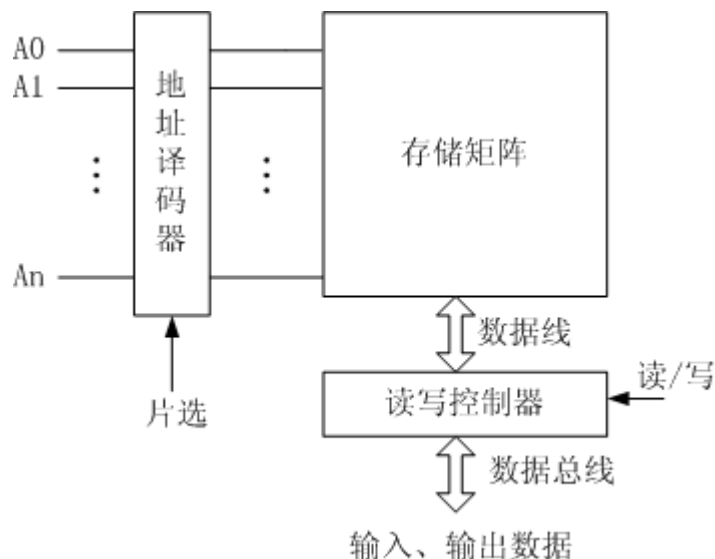 A0
A1
An
地址译码器
存储矩阵
数据线
读写控制器
读/写
片选
数据总线
输入、输出数据